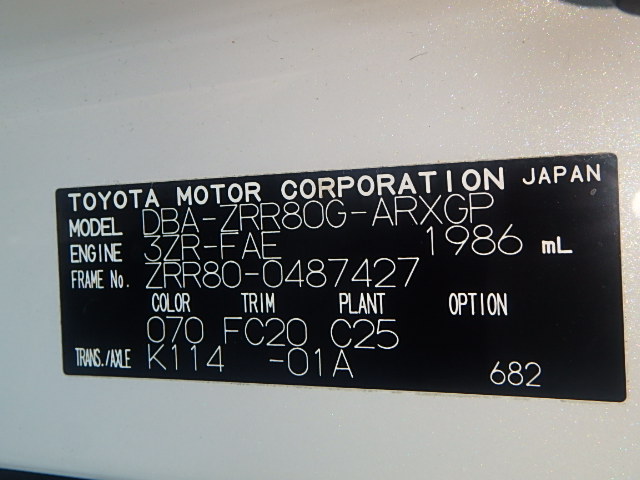 TOYOTA MOTOR CORPORATION JAPAN
MODEL DBA-ZRR80G-ARXGP
ENGINE 3ZR-FAE 1986 mL
FRAME No. ZRR80-0487427
COLOR TRIM PLANT OPTION
070 FC20 C25
TRANS./AXLE K114 -01A
682